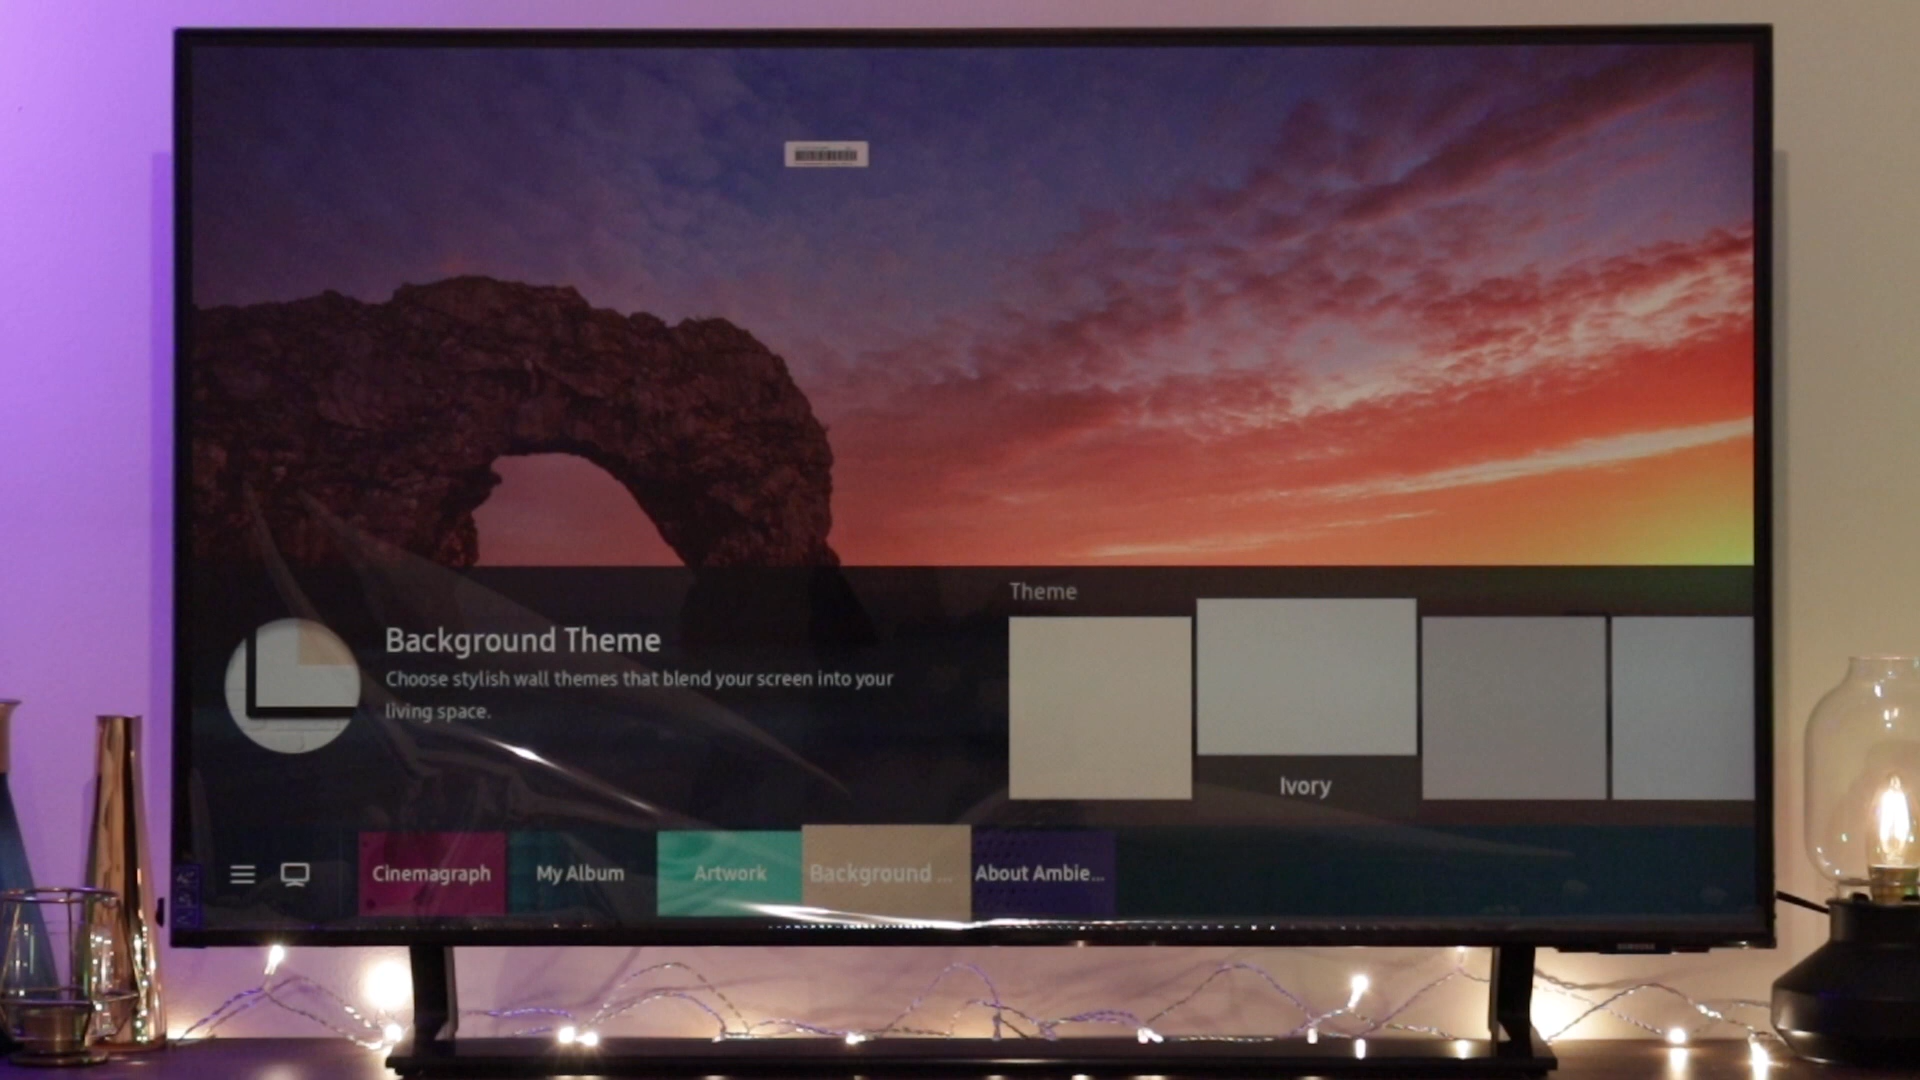 Theme
Background Theme
Choose stylish wall themes that blend your screen into your
living space.
Ivory
Cinemagraph
My Album
Artwork
Background ...
About Ambie...
SAMSUNG